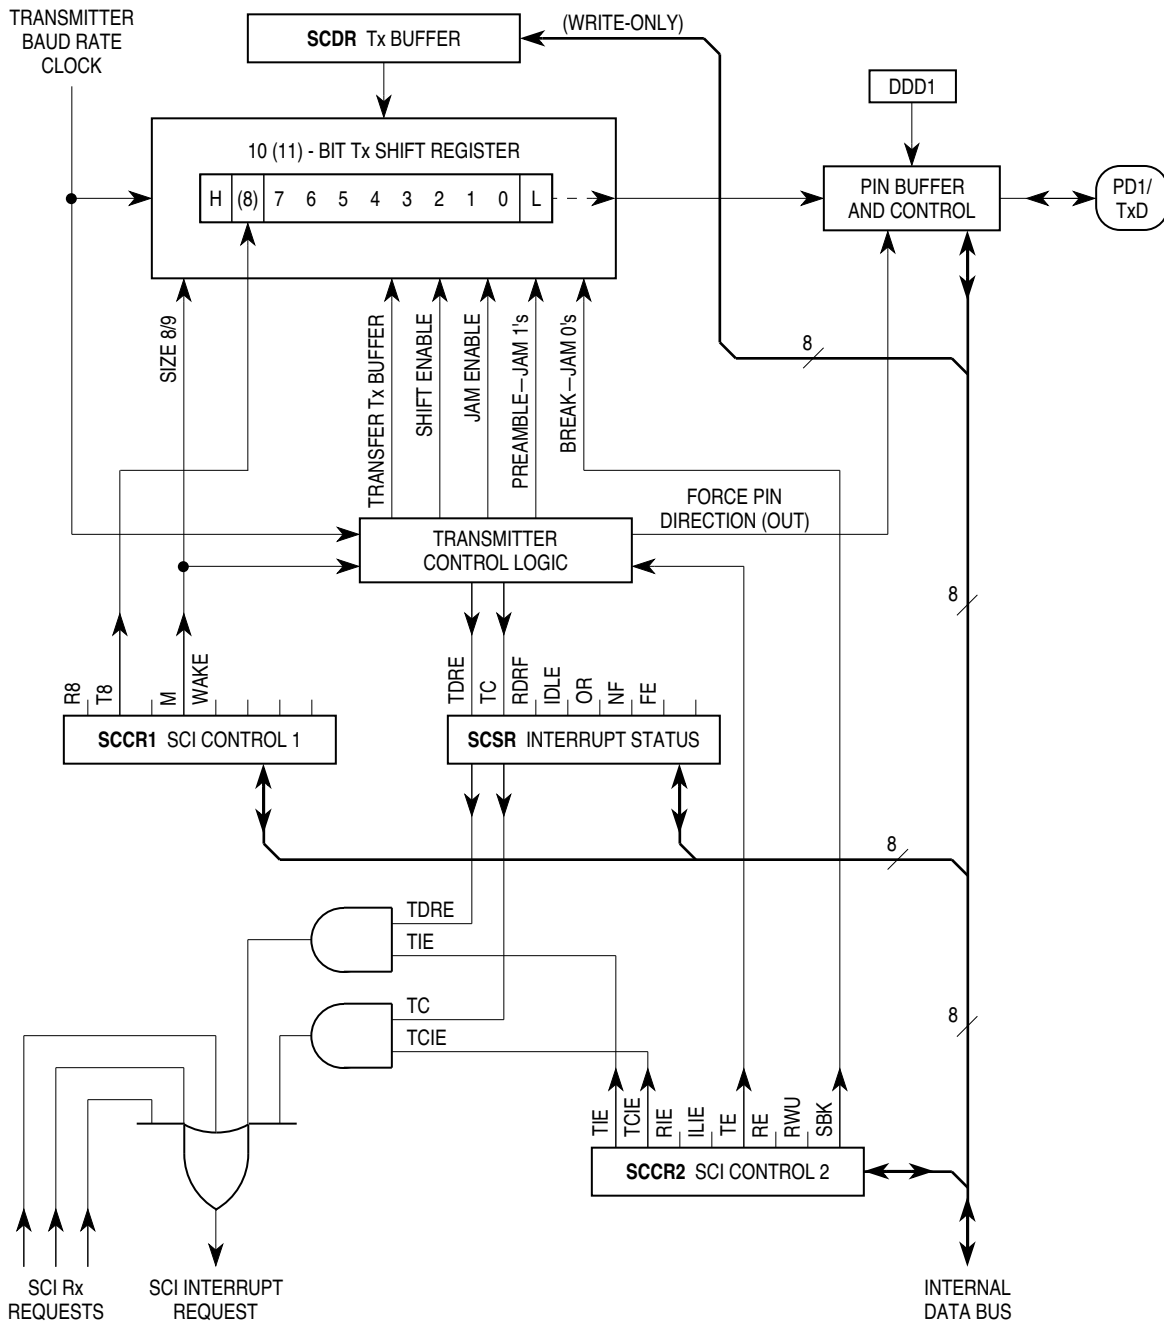 TRANSMITTER
BAUD RATE
CLOCK
SCDR Tx BUFFER
(WRITE-ONLY)
DDD1
10 (11) - BIT Tx SHIFT REGISTER
H (8) 7 6 5 4 3 2 1 0 L
PIN BUFFER
AND CONTROL
PD1/
TxD
SIZE 8/9
TRANSFER Tx BUFFER
SHIFT ENABLE
JAM ENABLE
PREAMBLE—JAM 1's
BREAK—JAM 0's
8
FORCE PIN
DIRECTION (OUT)
TRANSMITTER
CONTROL LOGIC
8
R8
T8
M
WAKE
TDRE
TC
RDRF
IDLE
OR
NF
FE
SCCR1 SCI CONTROL 1
SCSR INTERRUPT STATUS
8
TDRE
TIE
TC
TCIE
8
TIE
TCIE
RIE
ILIE
TE
RE
RWU
SBK
SCCR2 SCI CONTROL 2
SCI Rx
REQUESTS
SCI INTERRUPT
REQUEST
INTERNAL
DATA BUS